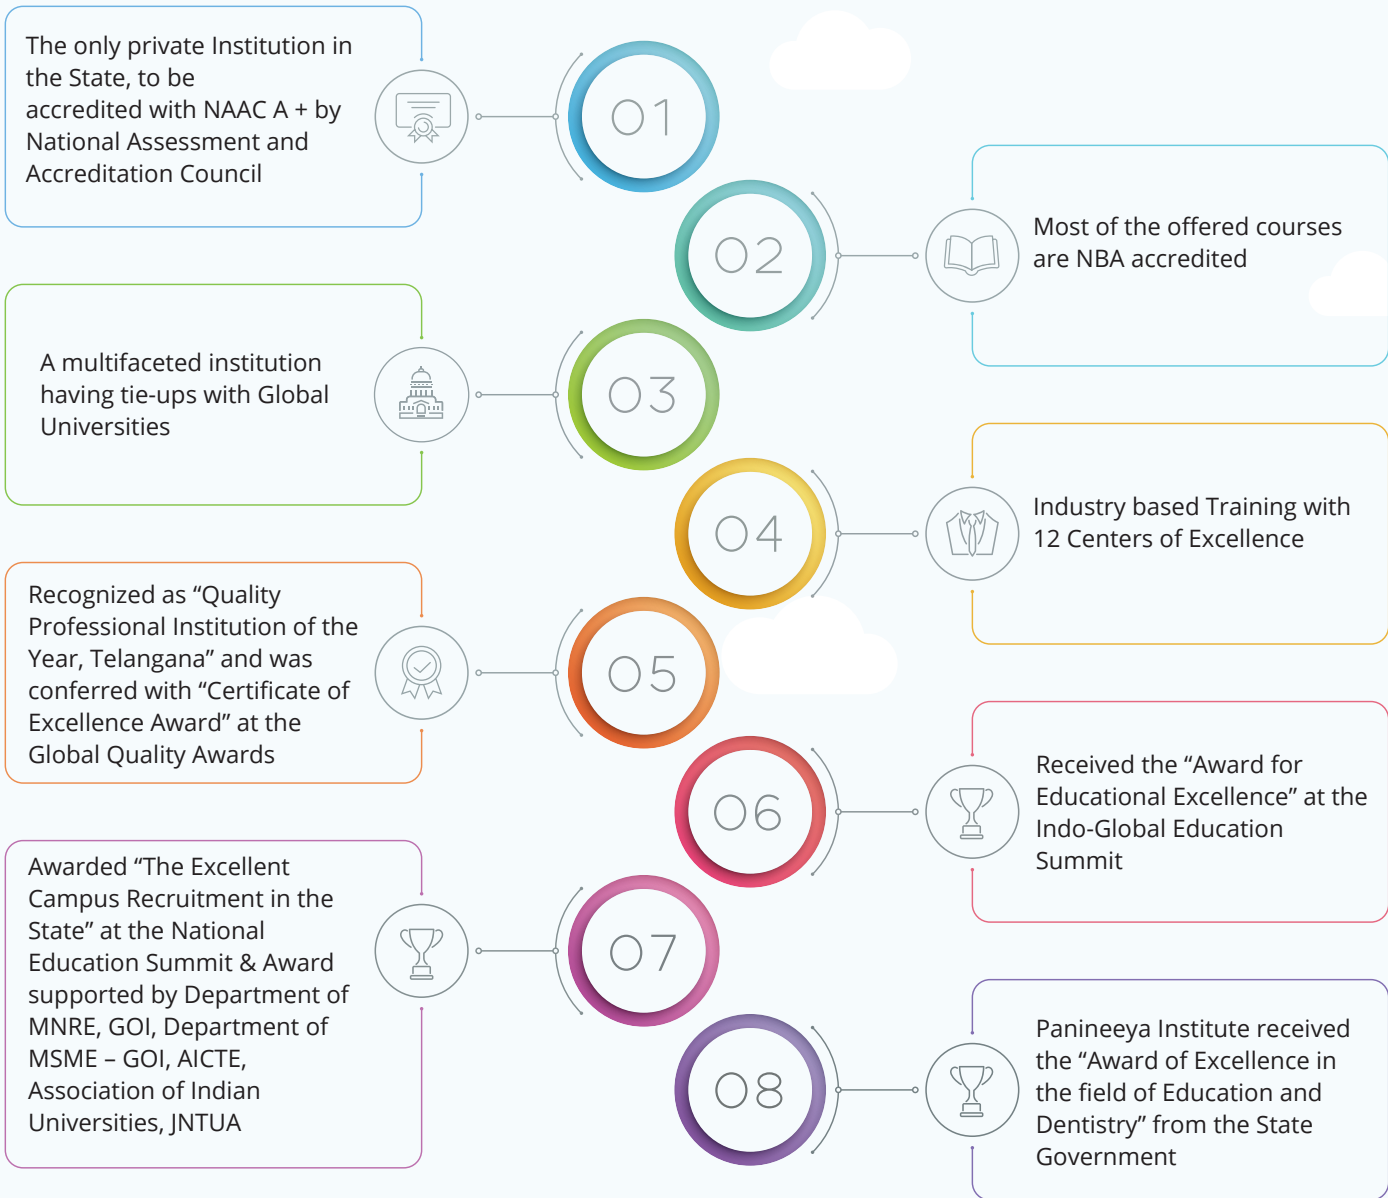 The only private Institution in
the State, to be
accredited with NAAC A + by
National Assessment and
Accreditation Council
01
02
Most of the offered courses
are NBA accredited
A multifaceted institution
having tie-ups with Global
Universities
03
04
Industry based Training with
12 Centers of Excellence
Recognized as “Quality
Professional Institution of the
Year, Telangana” and was
conferred with “Certificate of
Excellence Award” at the
Global Quality Awards
05
06
Received the “Award for
Educational Excellence” at the
Indo-Global Education
Summit
Awarded “The Excellent
Campus Recruitment in the
State” at the National
Education Summit & Award
supported by Department of
MNRE, GOI, Department of
MSME – GOI, AICTE,
Association of Indian
Universities, JNTUA
07
08
Panineeya Institute received
the “Award of Excellence in
the field of Education and
Dentistry” from the State
Government